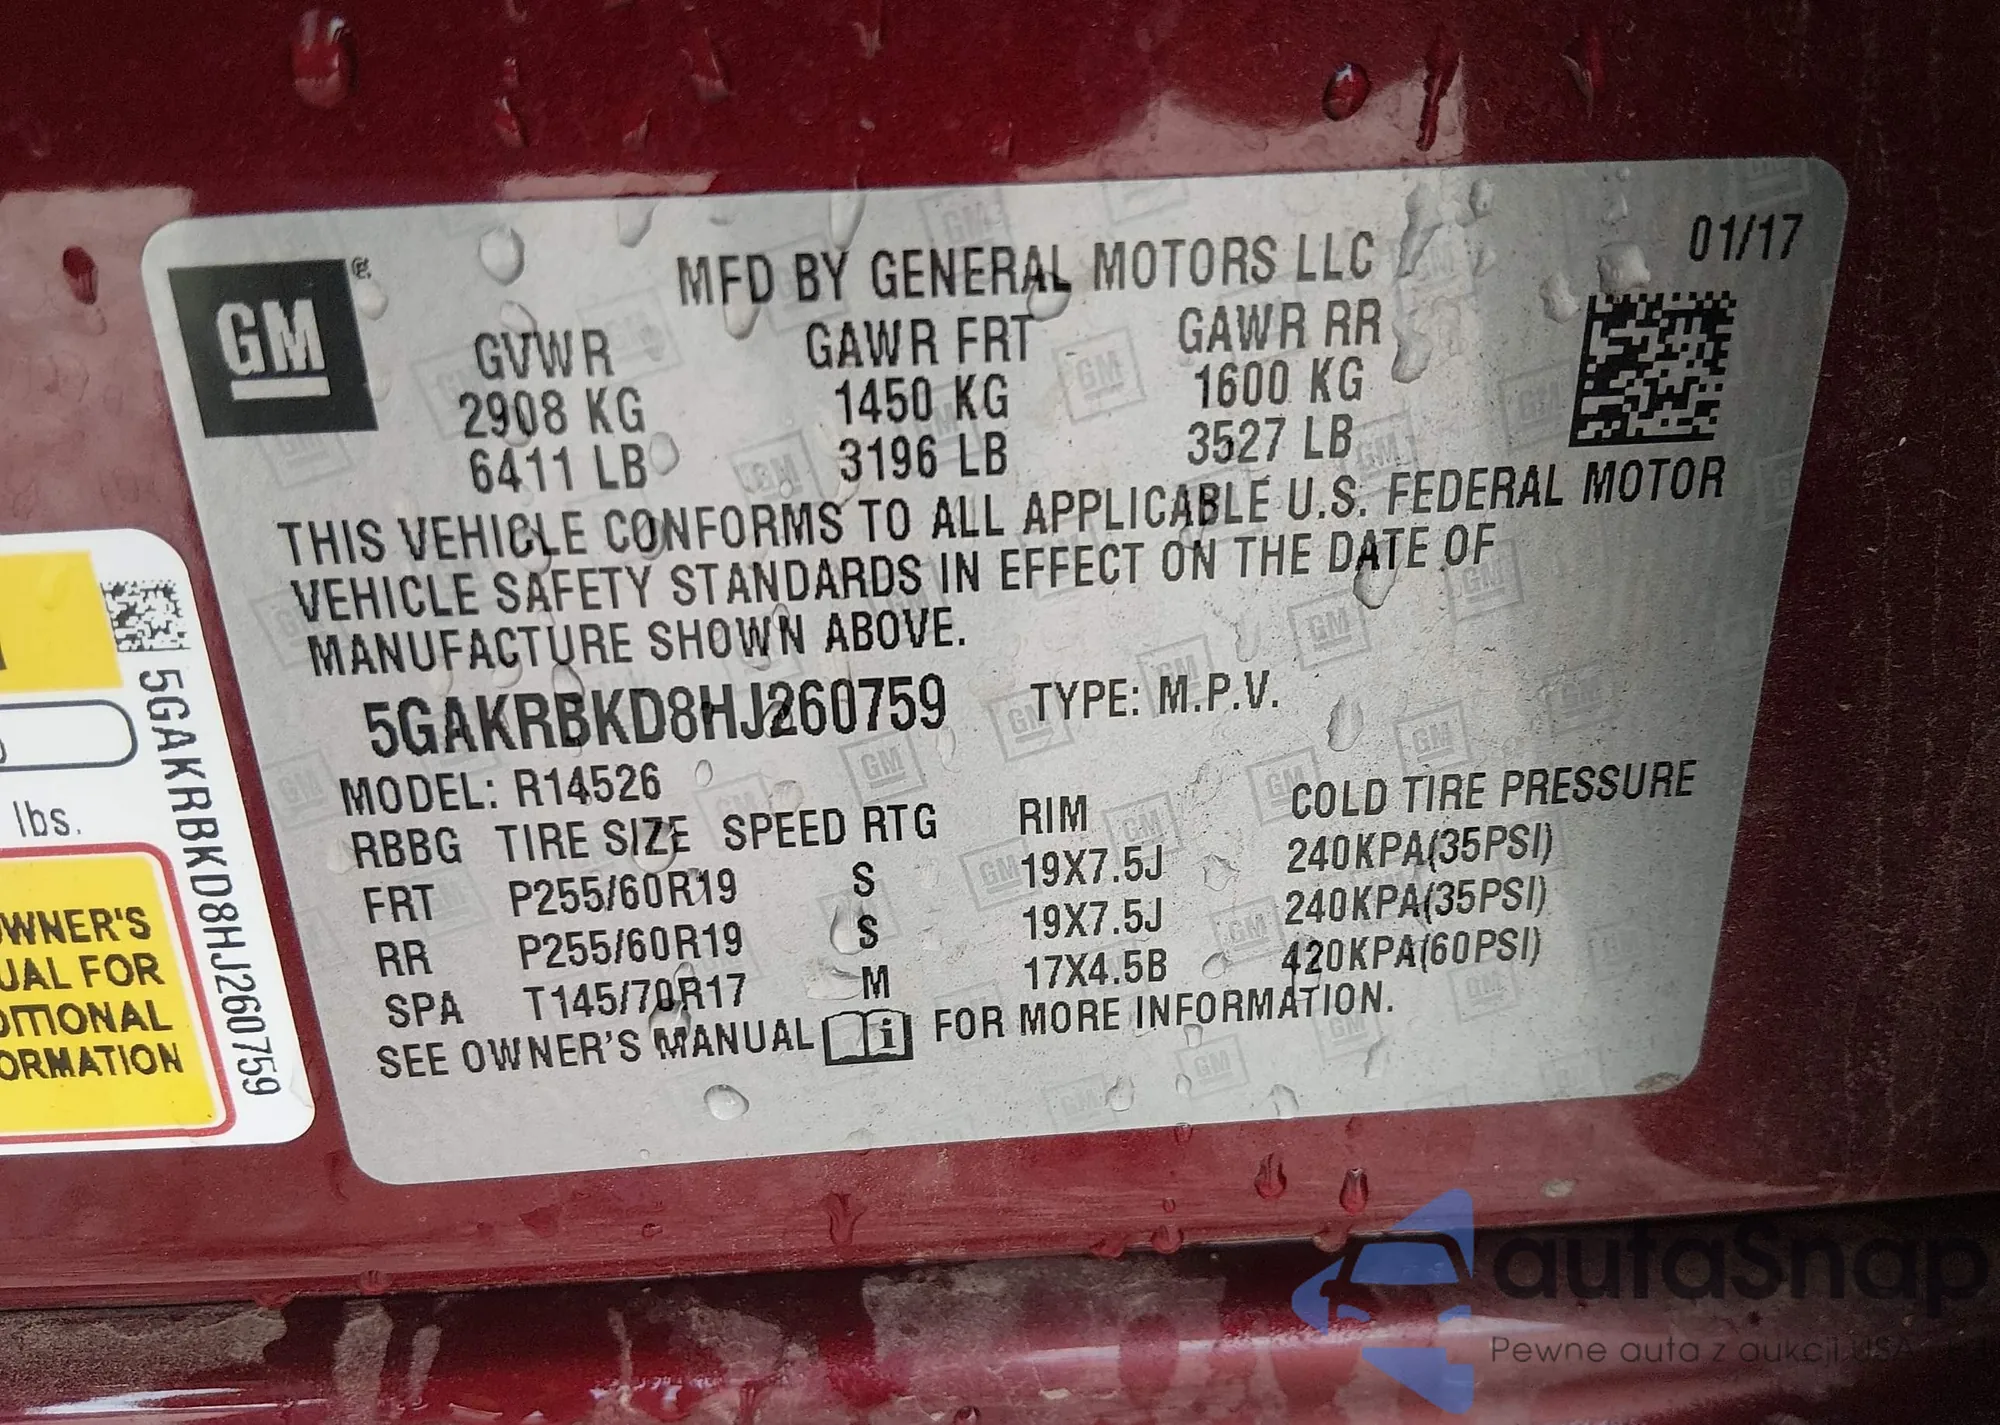 GM
MFD BY GENERAL MOTORS LLC
01/17
GVWR GAWR FRT GAWR RR
2908 KG 1450 KG 1600 KG
6411 LB 3196 LB 3527 LB
THIS VEHICLE CONFORMS TO ALL APPLICABLE U.S. FEDERAL MOTOR
VEHICLE SAFETY STANDARDS IN EFFECT ON THE DATE OF
MANUFACTURE SHOWN ABOVE.
5GAKRBKD8HJ260759 TYPE: M.P.V.
MODEL: R14526
RBBG TIRE SIZE SPEED RTG RIM COLD TIRE PRESSURE
FRT P255/60R19 S 19X7.5J 240KPA(35PSI)
RR P255/60R19 S 19X7.5J 240KPA(35PSI)
SPA T145/70R17 M 17X4.5B 420KPA(60PSI)
SEE OWNER'S MANUAL FOR MORE INFORMATION.
5GAKRBKD8HJ260759
lbs.
WNER'S
UAL FOR
DITIONAL
ORMATION
autaSnap
Pewne auta z aukcji USA